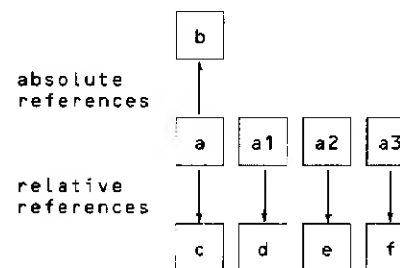 b
absolute
references
a a1 a2 a3
relative
references
c d e f